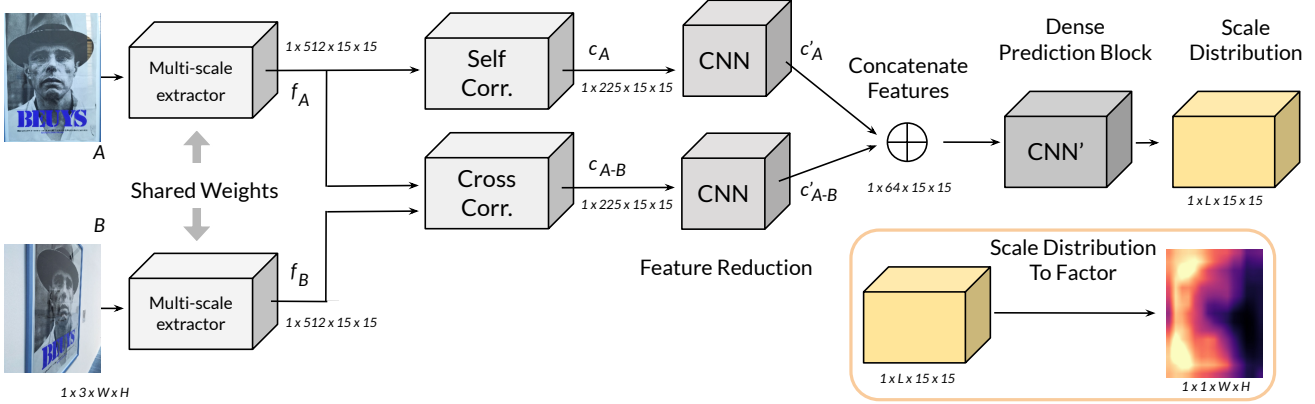 BEUYS
A
Multi-scale
extractor
1 x 512 x 15 x 15
f_A
Self
Corr.
c_A
1 x 225 x 15 x 15
CNN
c'_A
Concatenate
Features
Dense
Prediction Block
Scale
Distribution
Shared Weights
Cross
Corr.
c_A-B
1 x 225 x 15 x 15
CNN
c'_A-B
1 x 64 x 15 x 15
CNN'
1 x L x 15 x 15
B
BEUYS
1 x 3 x W x H
Multi-scale
extractor
f_B
1 x 512 x 15 x 15
Feature Reduction
Scale Distribution
To Factor
1 x L x 15 x 15
1 x 1 x W x H